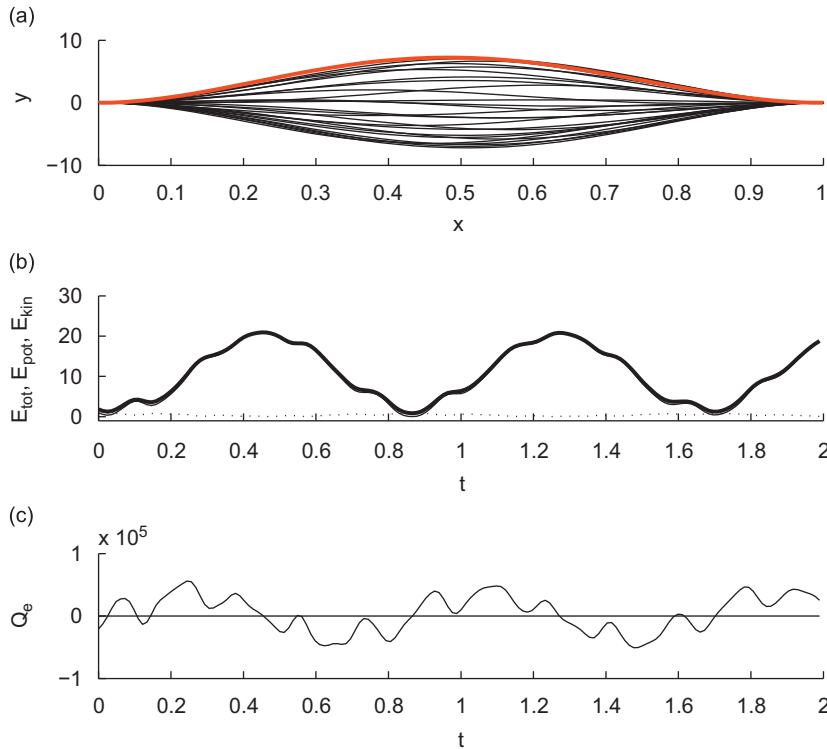 (a)
10
y
0
−10
0 0.1 0.2 0.3 0.4 0.5 0.6 0.7 0.8 0.9 1
x
(b)
30
20
10
0
E_tot, E_pot, E_kin
0 0.2 0.4 0.6 0.8 1 1.2 1.4 1.6 1.8 2
t
(c)
x 10^5
1
0
−1
Q_e
0 0.2 0.4 0.6 0.8 1 1.2 1.4 1.6 1.8 2
t